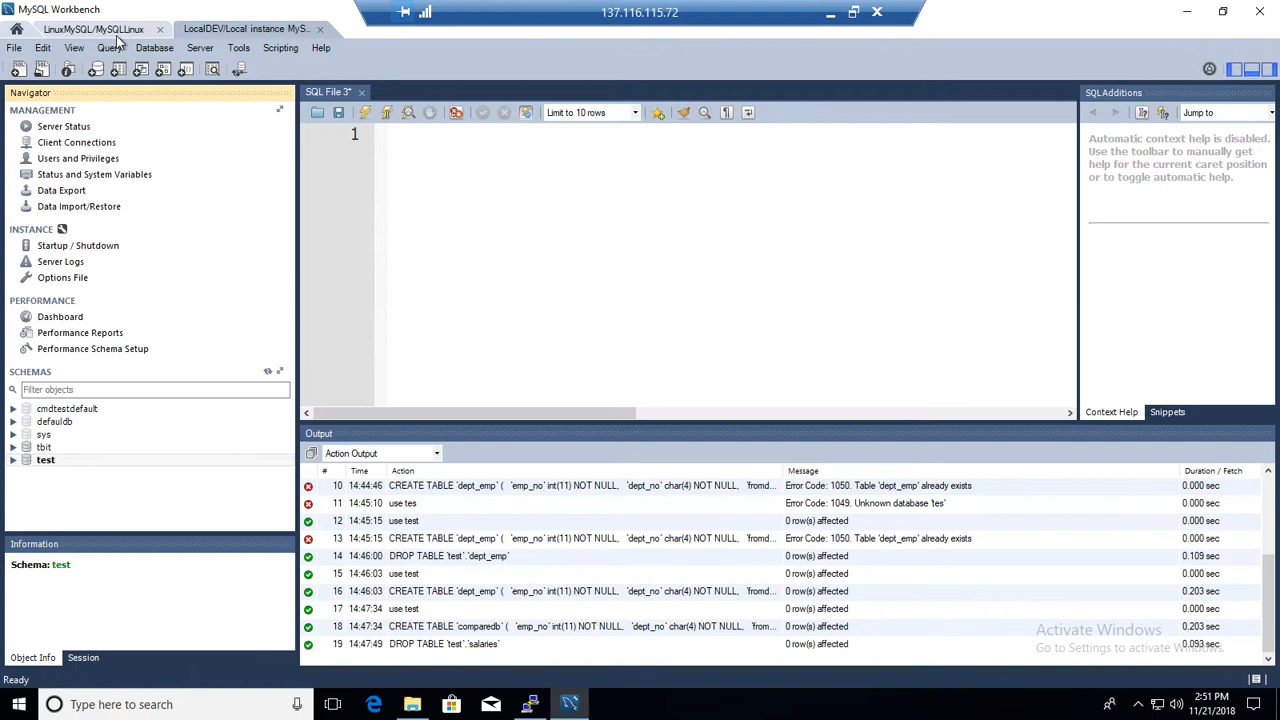 MySQL Workbench
137.116.115.72
LinuxMySQL/MySQLLinux
LocalDEV/Local instance MyS...
File Edit View Query Database Server Tools Scripting Help
Navigator
MANAGEMENT
Server Status
Client Connections
Users and Privileges
Status and System Variables
Data Export
Data Import/Restore
INSTANCE
Startup / Shutdown
Server Logs
Options File
PERFORMANCE
Dashboard
Performance Reports
Performance Schema Setup
SCHEMAS
Filter objects
cmdtestdefault
defauldb
sys
tbit
test
Information
Schema: test
Object Info Session
Ready
SQL File 3*
Limit to 10 rows
1
SQLAdditions
Jump to
Automatic context help is disabled.
Use the toolbar to manually get
help for the current caret position
or to toggle automatic help.
Context Help Snippets
Output
Action Output
# Time Action Message Duration / Fetch
10 14:44:46 CREATE TABLE `dept_emp` ( `emp_no` int(11) NOT NULL, `dept_no` char(4) NOT NULL, `fromd... Error Code: 1050. Table 'dept_emp' already exists 0.000 sec
11 14:45:10 use tes Error Code: 1049. Unknown database 'tes' 0.000 sec
12 14:45:15 use test 0 row(s) affected 0.000 sec
13 14:45:15 CREATE TABLE `dept_emp` ( `emp_no` int(11) NOT NULL, `dept_no` char(4) NOT NULL, `fromd... Error Code: 1050. Table 'dept_emp' already exists 0.000 sec
14 14:46:00 DROP TABLE `test`.`dept_emp` 0 row(s) affected 0.109 sec
15 14:46:03 use test 0 row(s) affected 0.000 sec
16 14:46:03 CREATE TABLE `dept_emp` ( `emp_no` int(11) NOT NULL, `dept_no` char(4) NOT NULL, `fromd... 0 row(s) affected 0.203 sec
17 14:47:34 use test 0 row(s) affected 0.000 sec
18 14:47:34 CREATE TABLE `comparedb` ( `emp_no` int(11) NOT NULL, `dept_no` char(4) NOT NULL, `from... 0 row(s) affected 0.203 sec
19 14:47:49 DROP TABLE `test`.`salaries` 0 row(s) affected 0.093 sec
Activate Windows
Go to Settings to activate Windows.
Type here to search
2:51 PM
11/21/2018